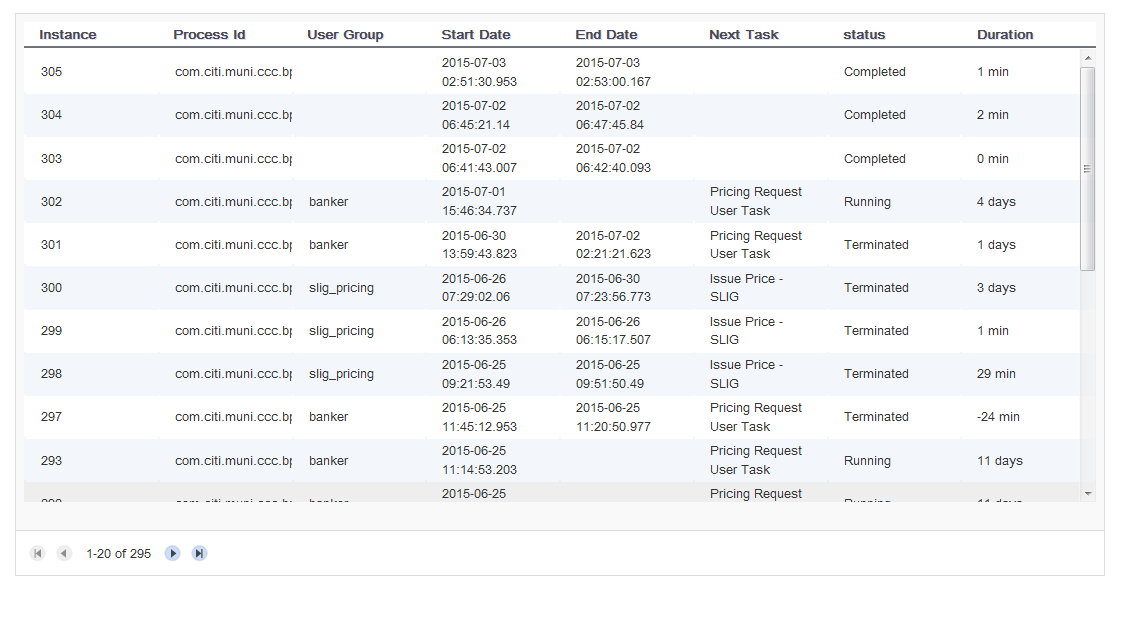 Instance Process Id User Group Start Date End Date Next Task status Duration
305 com.citi.muni.ccc.bp 2015-07-03 02:51:30.953 2015-07-03 02:53:00.167 Completed 1 min
304 com.citi.muni.ccc.bp 2015-07-02 06:45:21.14 2015-07-02 06:47:45.84 Completed 2 min
303 com.citi.muni.ccc.bp 2015-07-02 06:41:43.007 2015-07-02 06:42:40.093 Completed 0 min
302 com.citi.muni.ccc.bp banker 2015-07-01 15:46:34.737 Pricing Request User Task Running 4 days
301 com.citi.muni.ccc.bp banker 2015-06-30 13:59:43.823 2015-07-02 02:21:21.623 Pricing Request User Task Terminated 1 days
300 com.citi.muni.ccc.bp slig_pricing 2015-06-26 07:29:02.06 2015-06-30 07:23:56.773 Issue Price - SLIG Terminated 3 days
299 com.citi.muni.ccc.bp slig_pricing 2015-06-26 06:13:35.353 2015-06-26 06:15:17.507 Issue Price - SLIG Terminated 1 min
298 com.citi.muni.ccc.bp slig_pricing 2015-06-25 09:21:53.49 2015-06-25 09:51:50.49 Issue Price - SLIG Terminated 29 min
297 com.citi.muni.ccc.bp banker 2015-06-25 11:45:12.953 2015-06-25 11:20:50.977 Pricing Request User Task Terminated -24 min
293 com.citi.muni.ccc.bp banker 2015-06-25 11:14:53.203 Pricing Request User Task Running 11 days
2015-06-25 Pricing Request
1-20 of 295